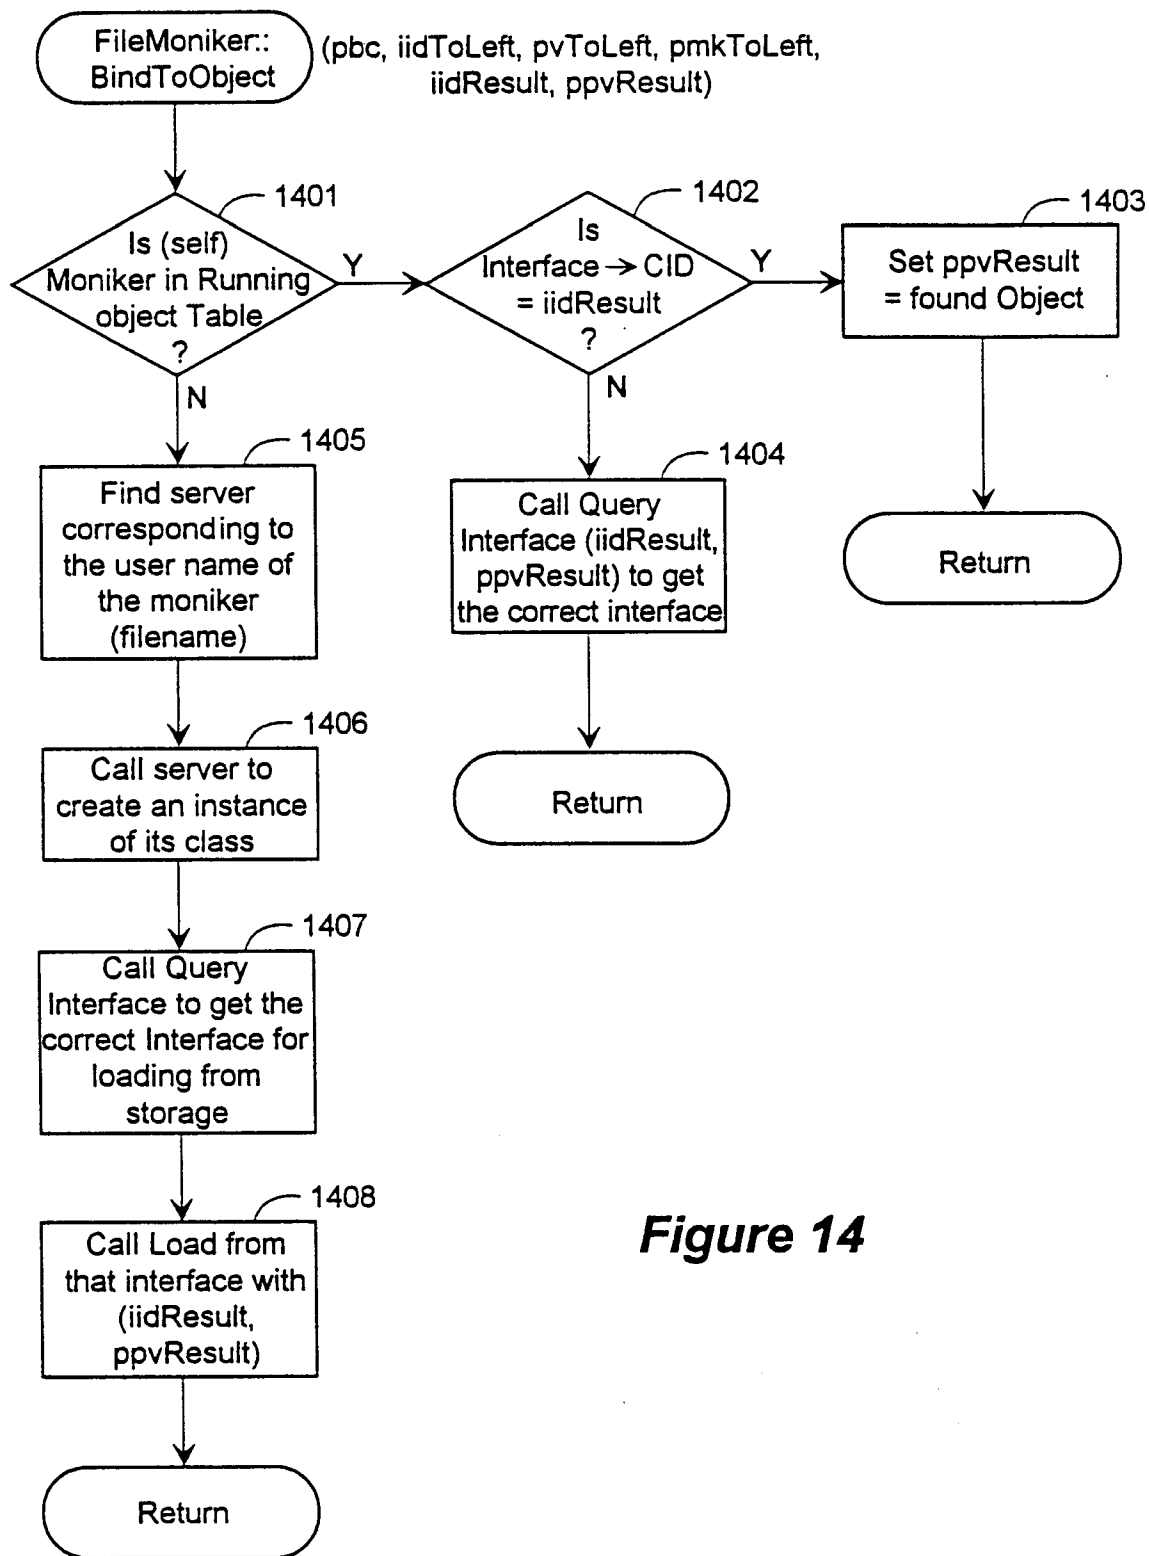 FileMoniker::
BindToObject
(pbc, iidToLeft, pvToLeft, pmkToLeft,
iidResult, ppvResult)
1401
Is (self)
Moniker in Running
object Table
?
Y
N
1402
Is
Interface → CID
= iidResult
?
Y
N
1403
Set ppvResult
= found Object
Return
1404
Call Query
Interface (iidResult,
ppvResult) to get
the correct interface
Return
1405
Find server
corresponding to
the user name of
the moniker
(filename)
1406
Call server to
create an instance
of its class
1407
Call Query
Interface to get the
correct Interface for
loading from
storage
1408
Call Load from
that interface with
(iidResult,
ppvResult)
Return
Figure 14